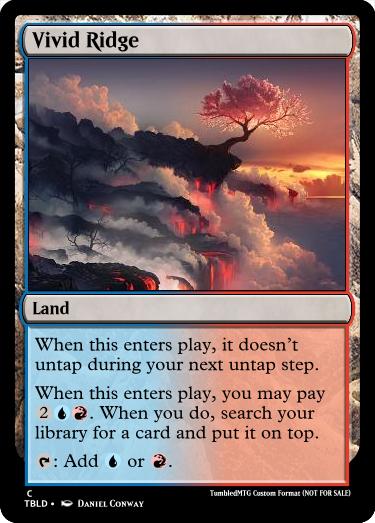 Vivid Ridge
Land
When this enters play, it doesn't
untap during your next untap step.
When this enters play, you may pay
2. When you do, search your
library for a card and put it on top.
: Add or .
C
TBLD • Daniel Conway
TumbledMTG Custom Format (NOT FOR SALE)